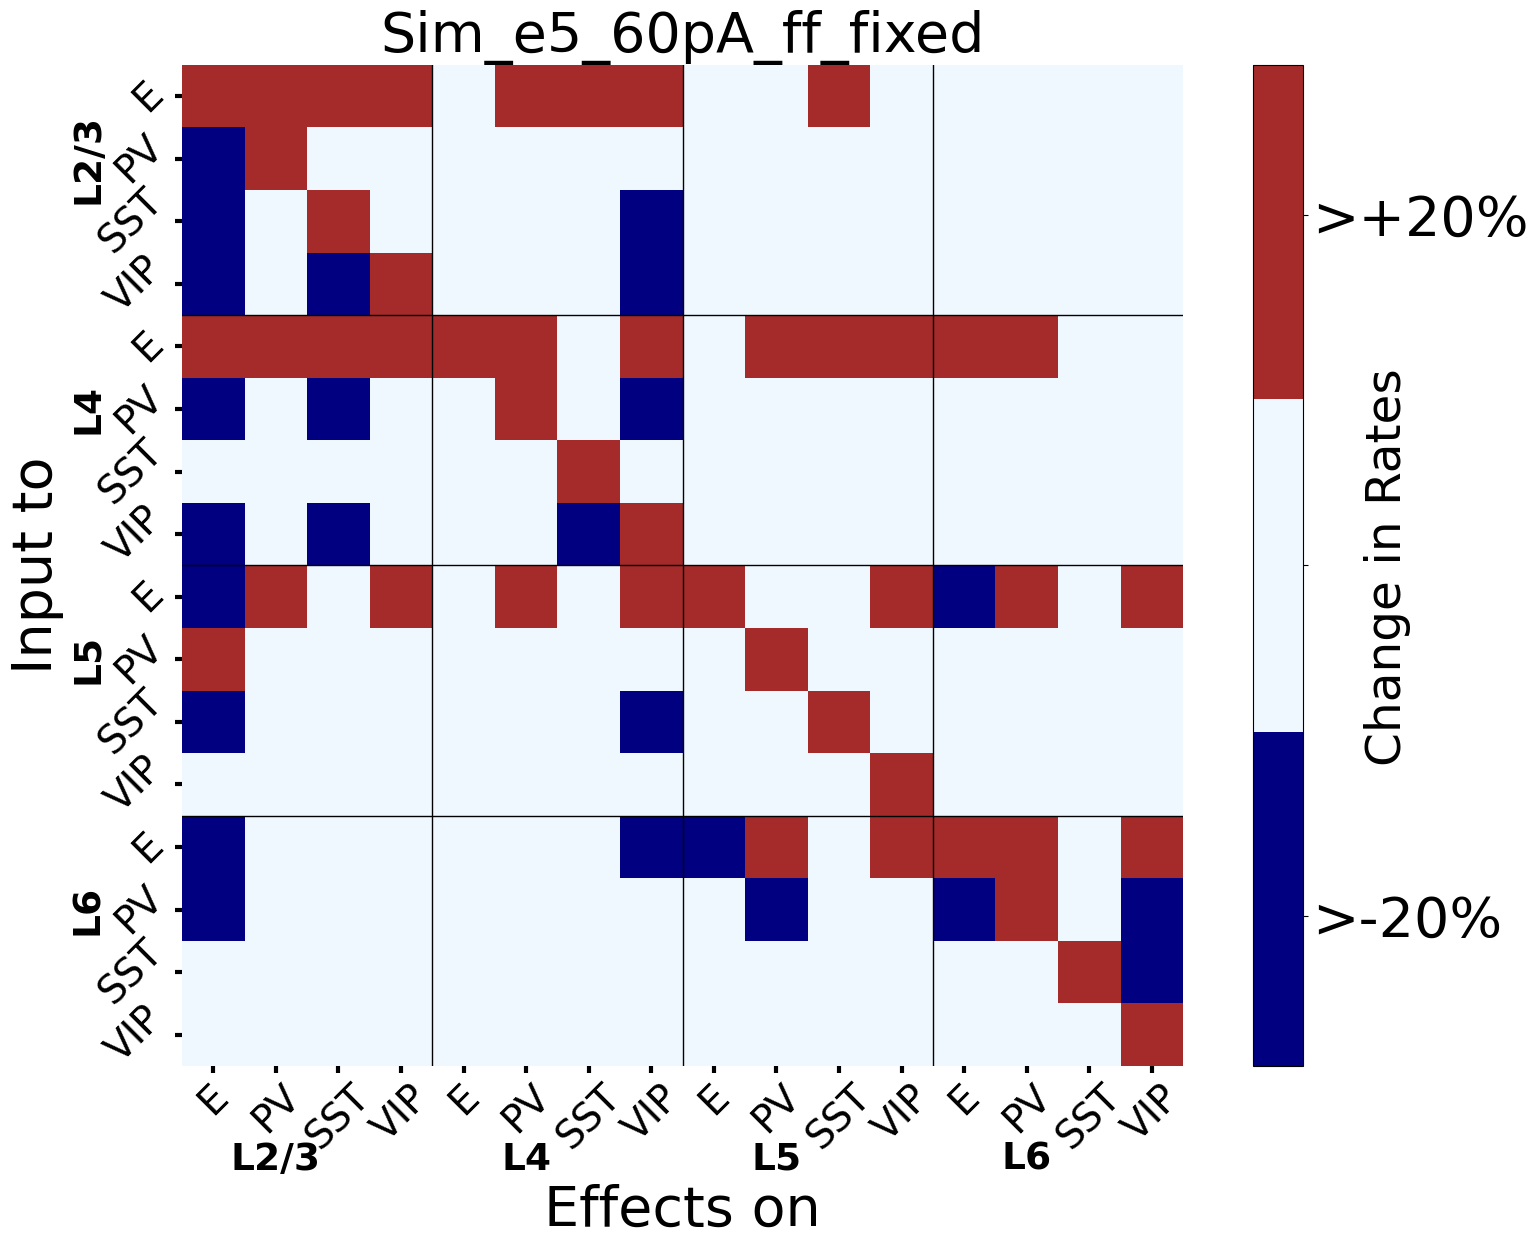 Sim_e5_60pA_ff_fixed
Input to
L2/3
E
PV
SST
VIP
L4
E
PV
SST
VIP
L5
E
PV
SST
VIP
L6
E
PV
SST
VIP
E
PV
SST
VIP
E
PV
SST
VIP
E
PV
SST
VIP
E
PV
SST
VIP
L2/3
L4
L5
L6
Effects on
>+20%
>-20%
Change in Rates